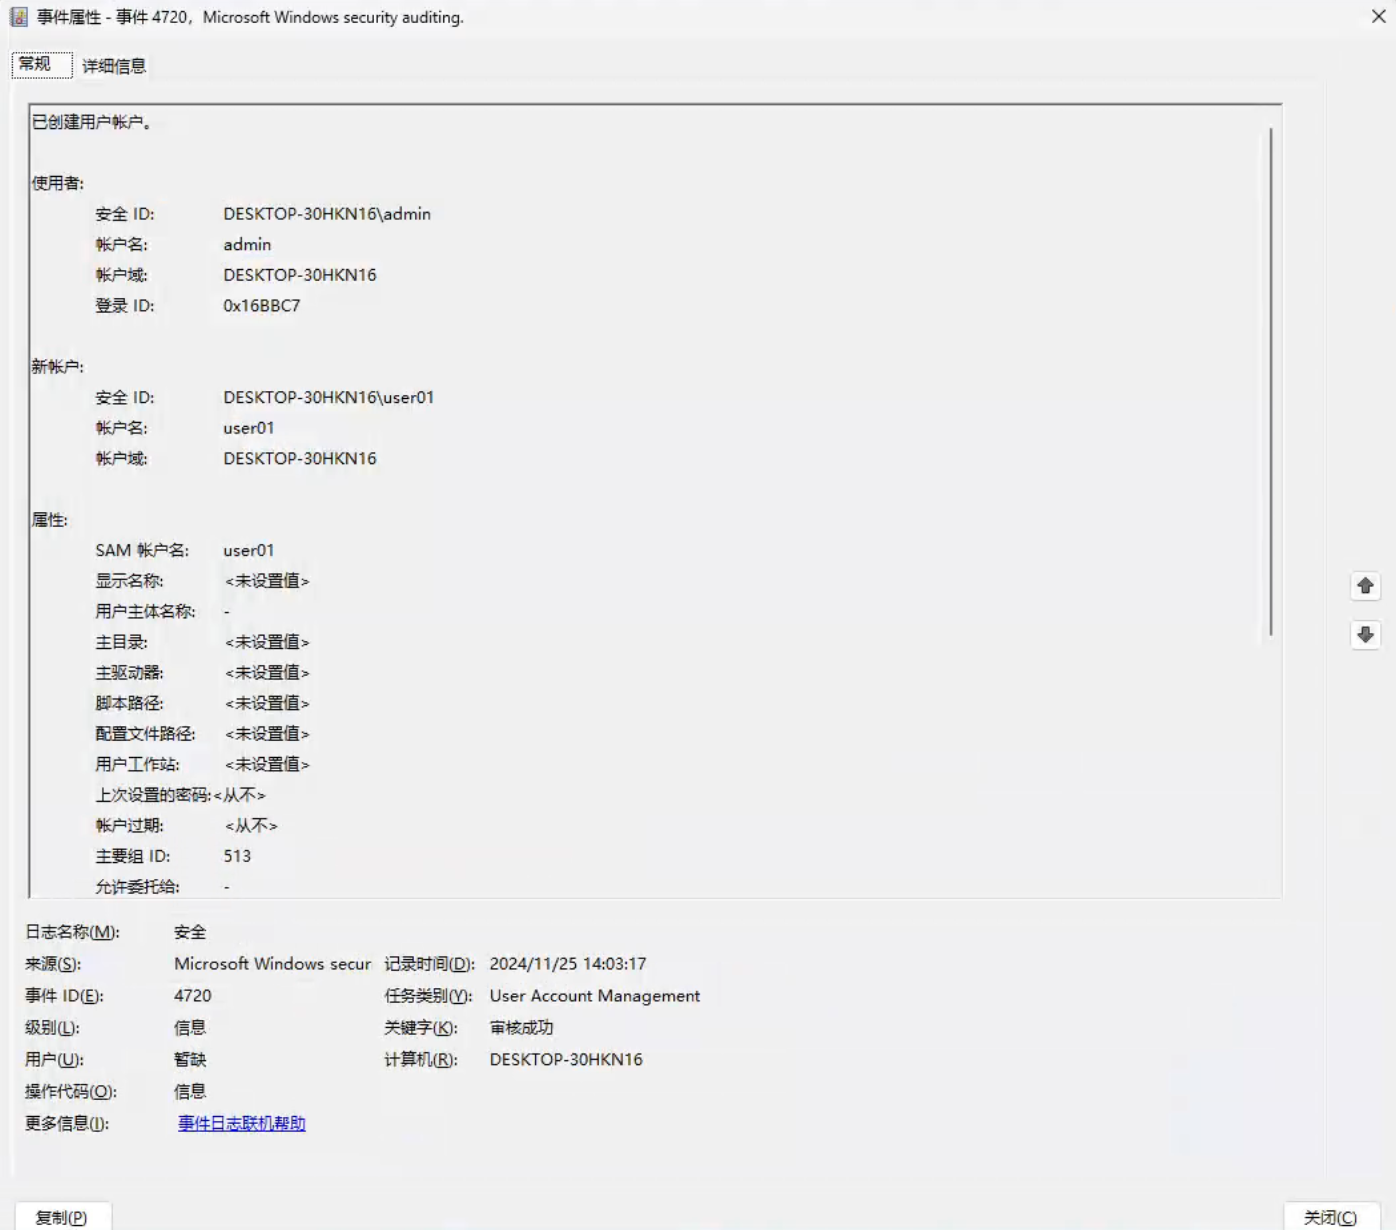 事件属性 - 事件 4720，Microsoft Windows security auditing.
常规 详细信息
已创建用户帐户。
使用者:
安全 ID: DESKTOP-30HKN16\admin
帐户名: admin
帐户域: DESKTOP-30HKN16
登录 ID: 0x16BBC7
新帐户:
安全 ID: DESKTOP-30HKN16\user01
帐户名: user01
帐户域: DESKTOP-30HKN16
属性:
SAM 帐户名: user01
显示名称: <未设置值>
用户主体名称: -
主目录: <未设置值>
主驱动器: <未设置值>
脚本路径: <未设置值>
配置文件路径: <未设置值>
用户工作站: <未设置值>
上次设置的密码:<从不>
帐户过期: <从不>
主要组 ID: 513
允许委托给: -
日志名称(M): 安全
来源(S): Microsoft Windows secur 记录时间(D): 2024/11/25 14:03:17
事件 ID(E): 4720 任务类别(Y): User Account Management
级别(L): 信息 关键字(K): 审核成功
用户(U): 暂缺 计算机(R): DESKTOP-30HKN16
操作代码(O): 信息
更多信息(I): 事件日志联机帮助
复制(P) 关闭(C)